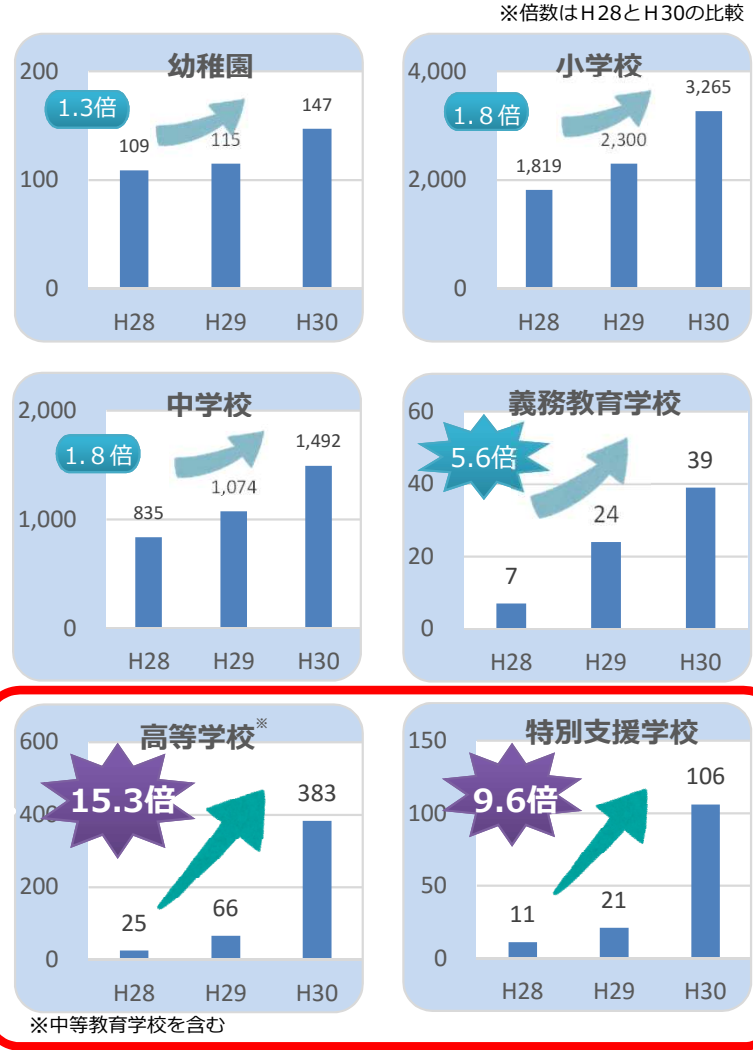 ※倍数はH28とH30の比較
幼稚園
200
100
0
1.3倍
109
115
147
H28 H29 H30
小学校
4,000
2,000
0
1.８倍
1,819
2,300
3,265
H28 H29 H30
中学校
2,000
1,000
0
1.８倍
835
1,074
1,492
H28 H29 H30
義務教育学校
60
40
20
0
5.6倍
7
24
39
H28 H29 H30
高等学校※
600
400
200
0
15.3倍
25
66
383
H28 H29 H30
特別支援学校
150
100
50
0
9.6倍
11
21
106
H28 H29 H30
※中等教育学校を含む